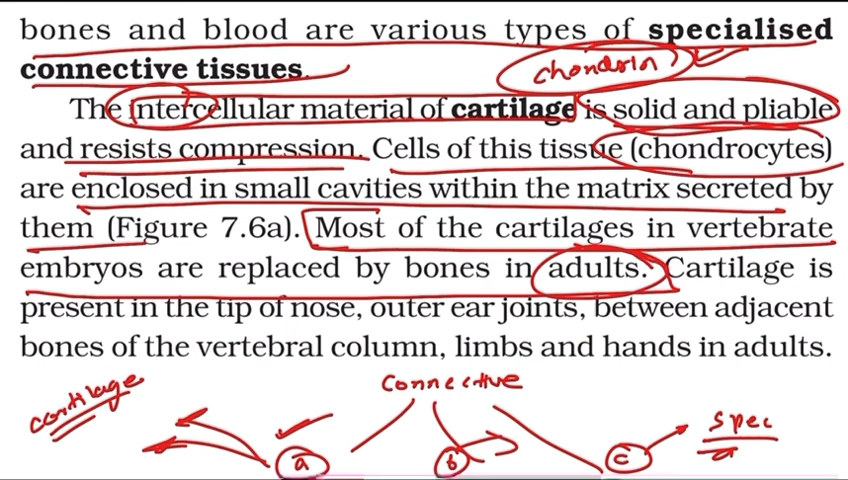 bones and blood are various types of specialised
connective tissues.
chondrin
The intercellular material of cartilage is solid and pliable
and resists compression. Cells of this tissue (chondrocytes)
are enclosed in small cavities within the matrix secreted by
them (Figure 7.6a). Most of the cartilages in vertebrate
embryos are replaced by bones in adults. Cartilage is
present in the tip of nose, outer ear joints, between adjacent
bones of the vertebral column, limbs and hands in adults.
Connective
cartilage
spec
a b c